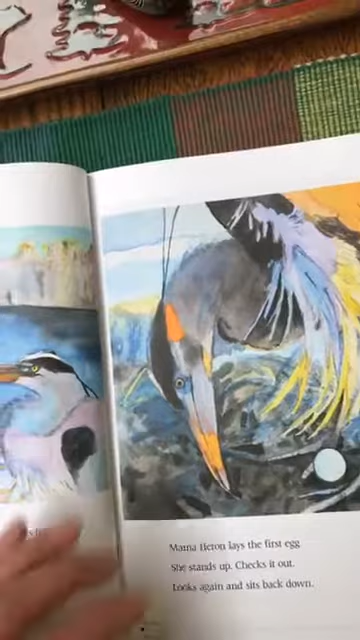 Mama Heron lays the first egg
She stands up. Checks it out.
Looks again and sits back down.